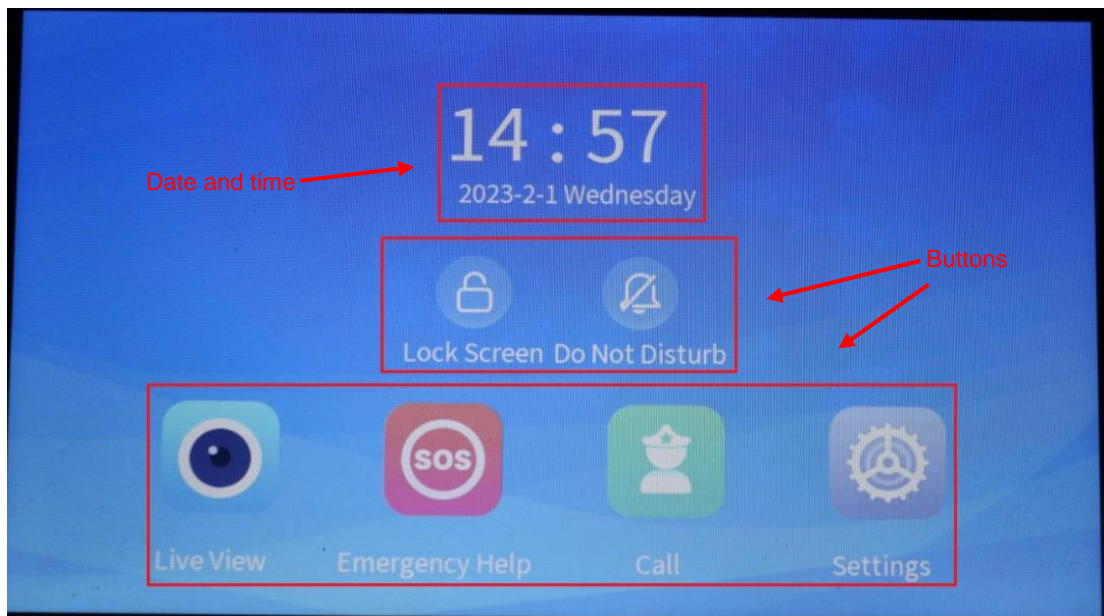 14 : 57
Date and time
2023-2-1 Wednesday
Buttons
Lock Screen Do Not Disturb
SOS
Live View Emergency Help Call Settings